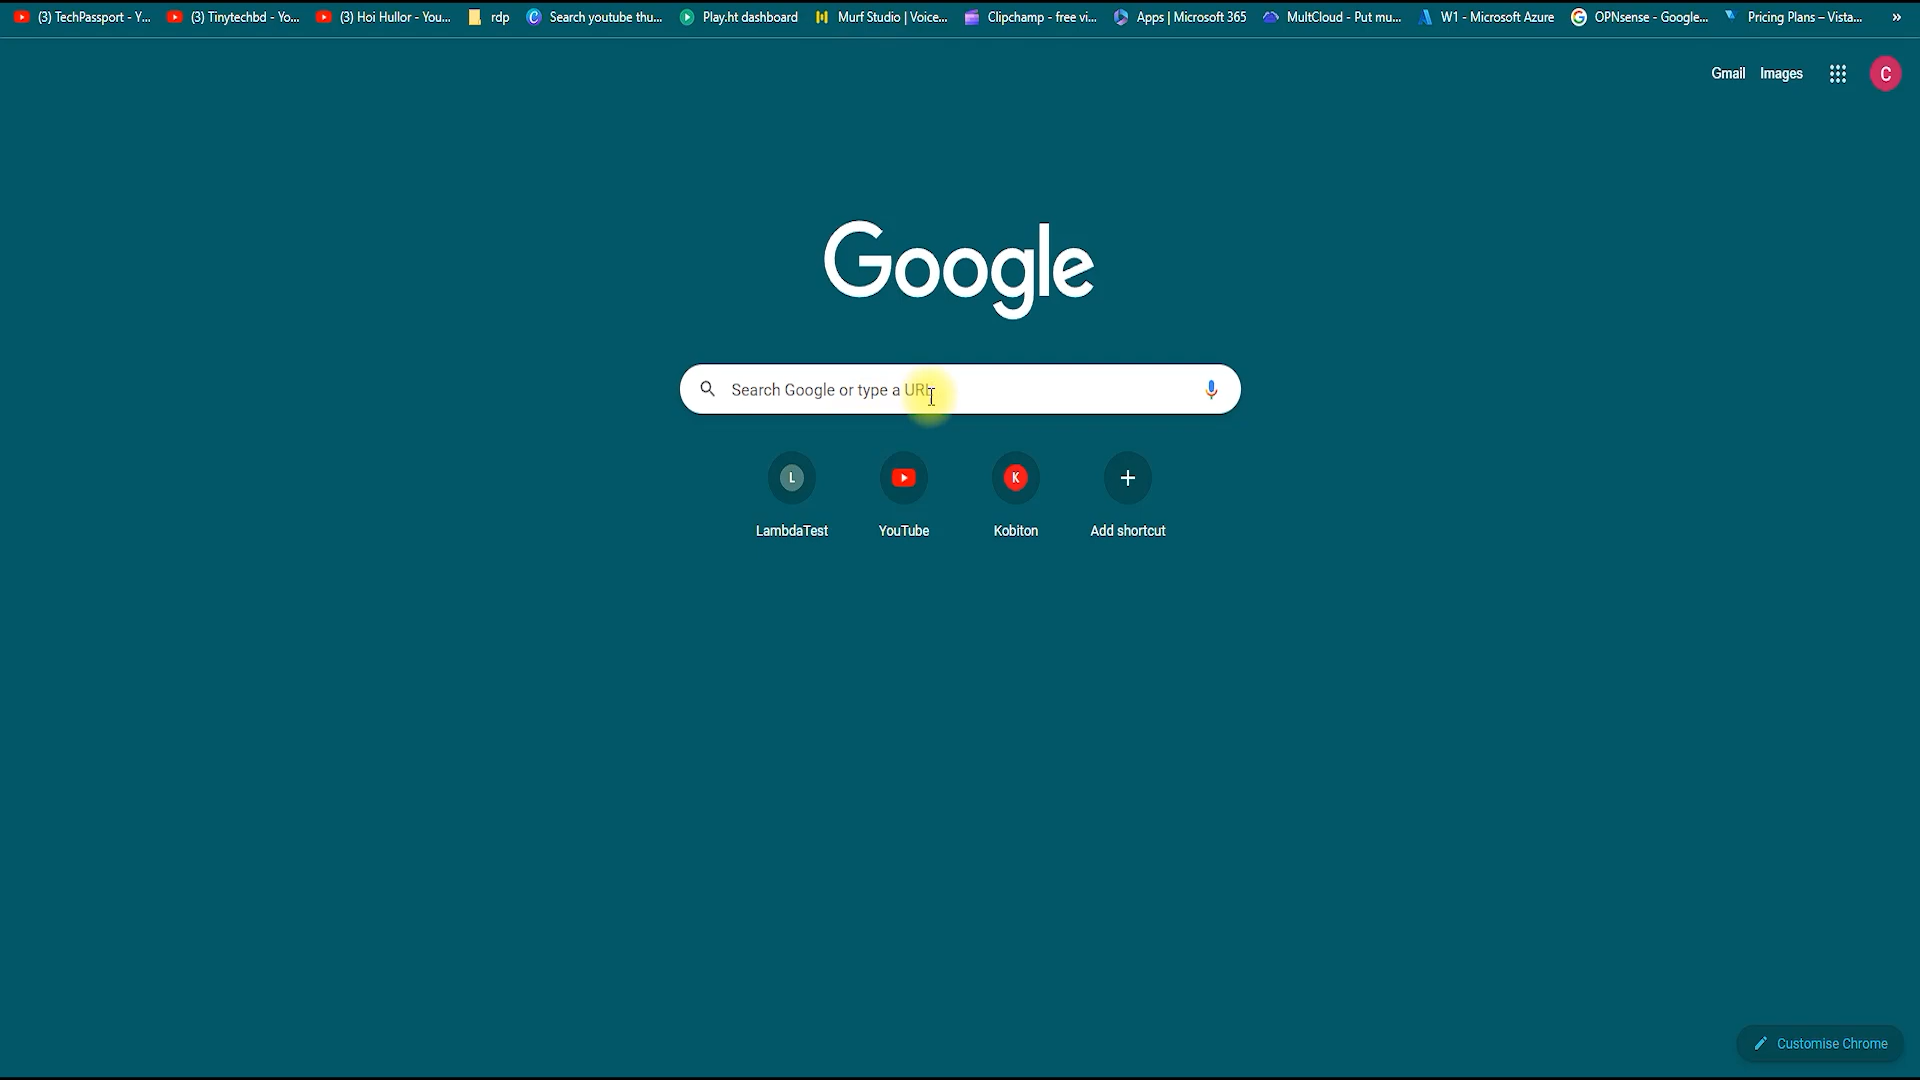 (3) TechPassport - Y... (3) Tinytechbd - Yo... (3) Hoi Hullor - You... rdp Search youtube thu... Play.ht dashboard Murf Studio | Voice... Clipchamp - free vi... Apps | Microsoft 365 MultCloud - Put mu... W1 - Microsoft Azure OPNsense - Google... Pricing Plans – Vista... »
Gmail Images C
Google
Search Google or type a URL
L K
LambdaTest YouTube Kobiton Add shortcut
Customise Chrome